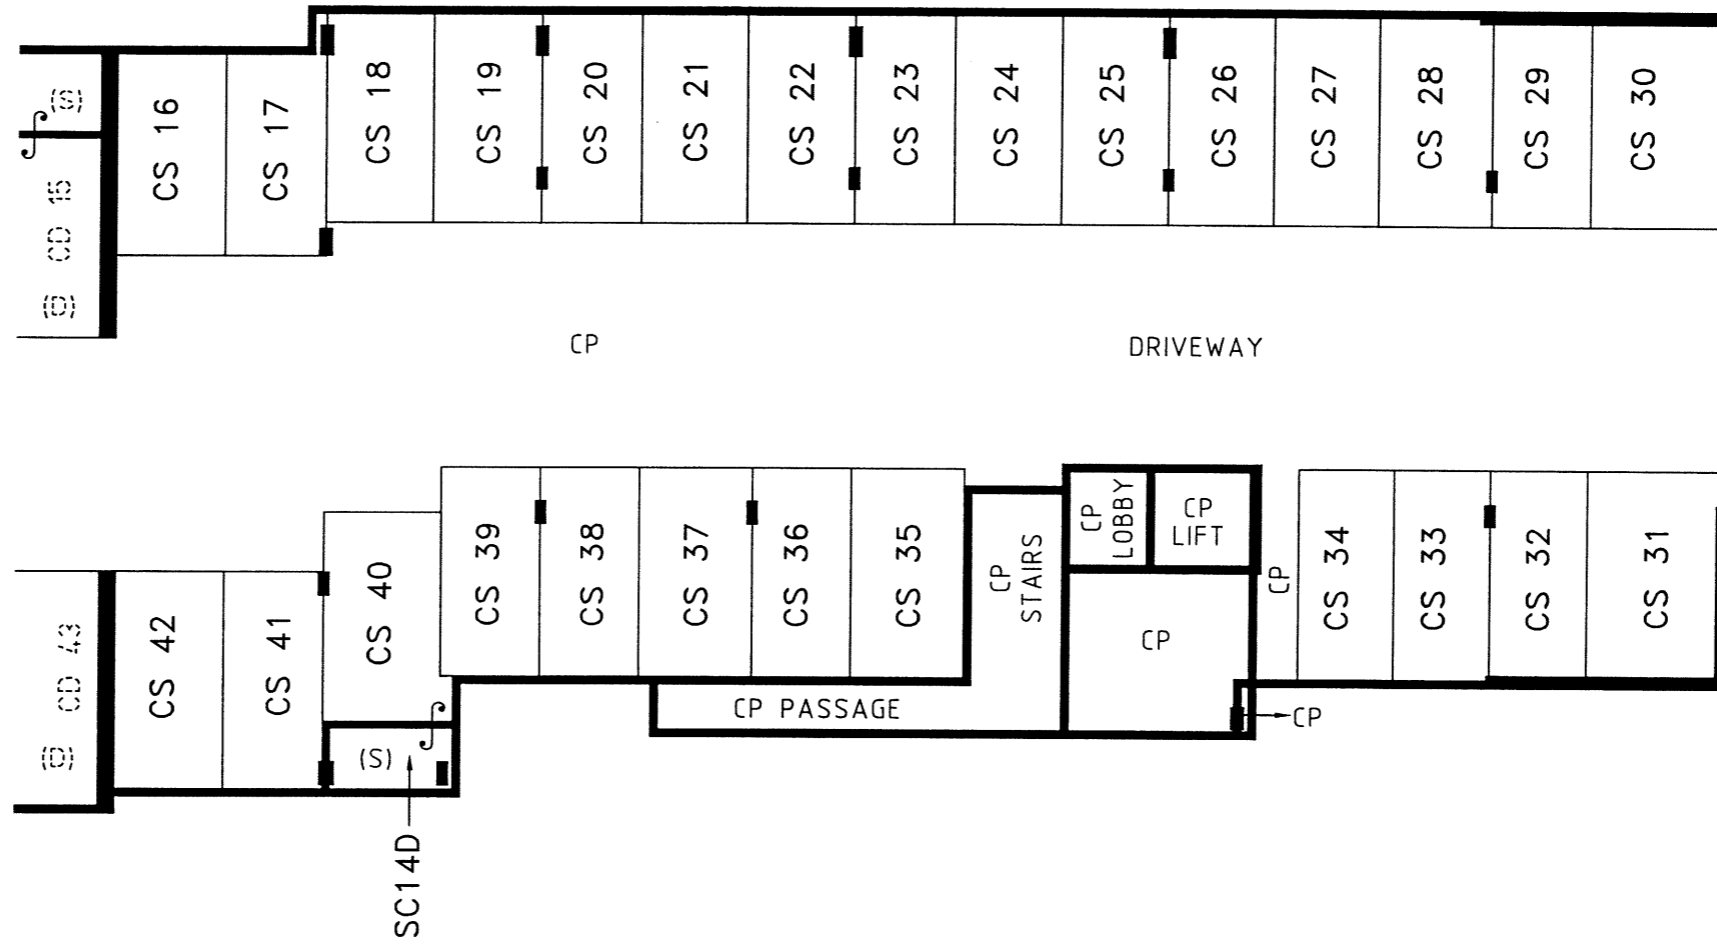 (S)
CD 15
(D)
CS 16
CS 17
CS 18
CS 19
CS 20
CS 21
CS 22
CS 23
CS 24
CS 25
CS 26
CS 27
CS 28
CS 29
CS 30
CP
DRIVEWAY
CD 43
(D)
CS 42
CS 41
CS 40
CS 39
CS 38
CS 37
CS 36
CS 35
CP
STAIRS
CP
LOBBY
CP
LIFT
CP
CP
CS 34
CS 33
CS 32
CS 31
CP PASSAGE
CP
(S)
SC14D